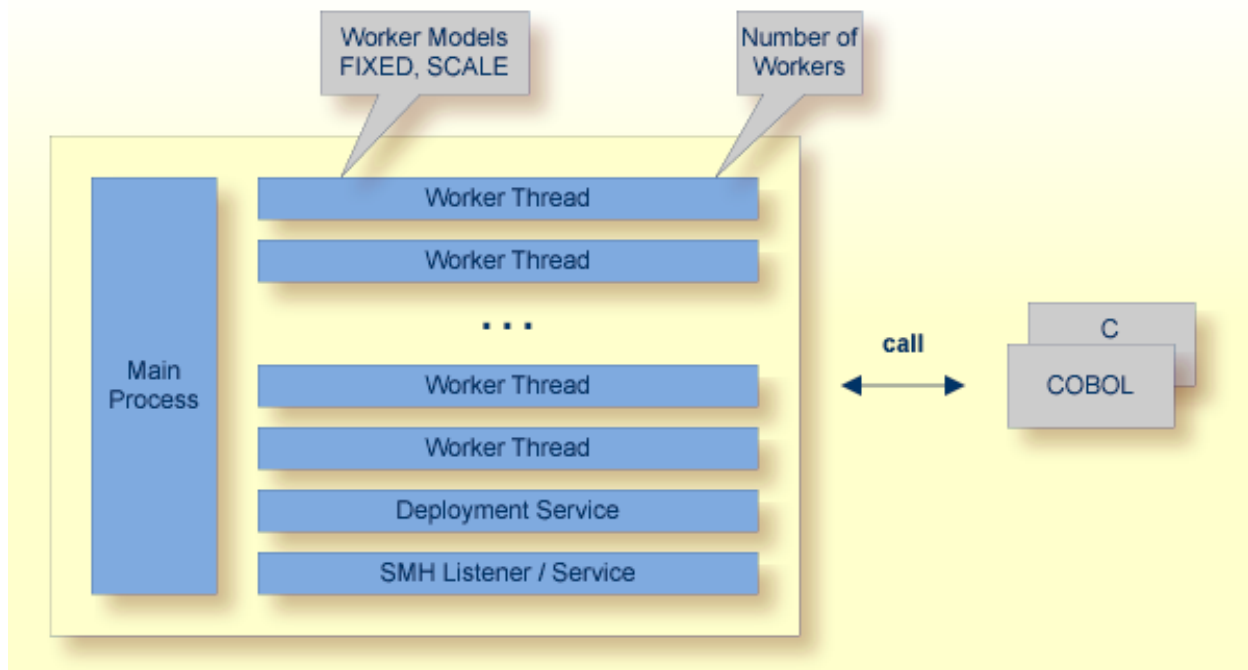 Worker Models
FIXED, SCALE
Number of
Workers
Main
Process
Worker Thread
Worker Thread
...
Worker Thread
Worker Thread
Deployment Service
SMH Listener / Service
call
C
COBOL